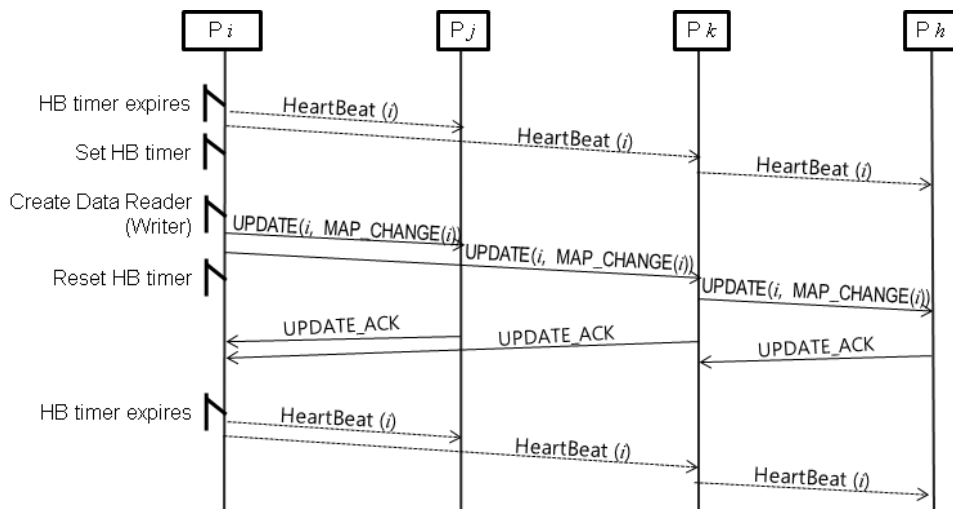 P i
P j
P k
P h
HB timer expires
HeartBeat (i)
HeartBeat (i)
Set HB timer
HeartBeat (i)
Create Data Reader
(Writer)
UPDATE(i, MAP_CHANGE(i))
UPDATE(i, MAP_CHANGE(i))
Reset HB timer
UPDATE(i, MAP_CHANGE(i))
UPDATE_ACK
UPDATE_ACK
UPDATE_ACK
HB timer expires
HeartBeat (i)
HeartBeat (i)
HeartBeat (i)